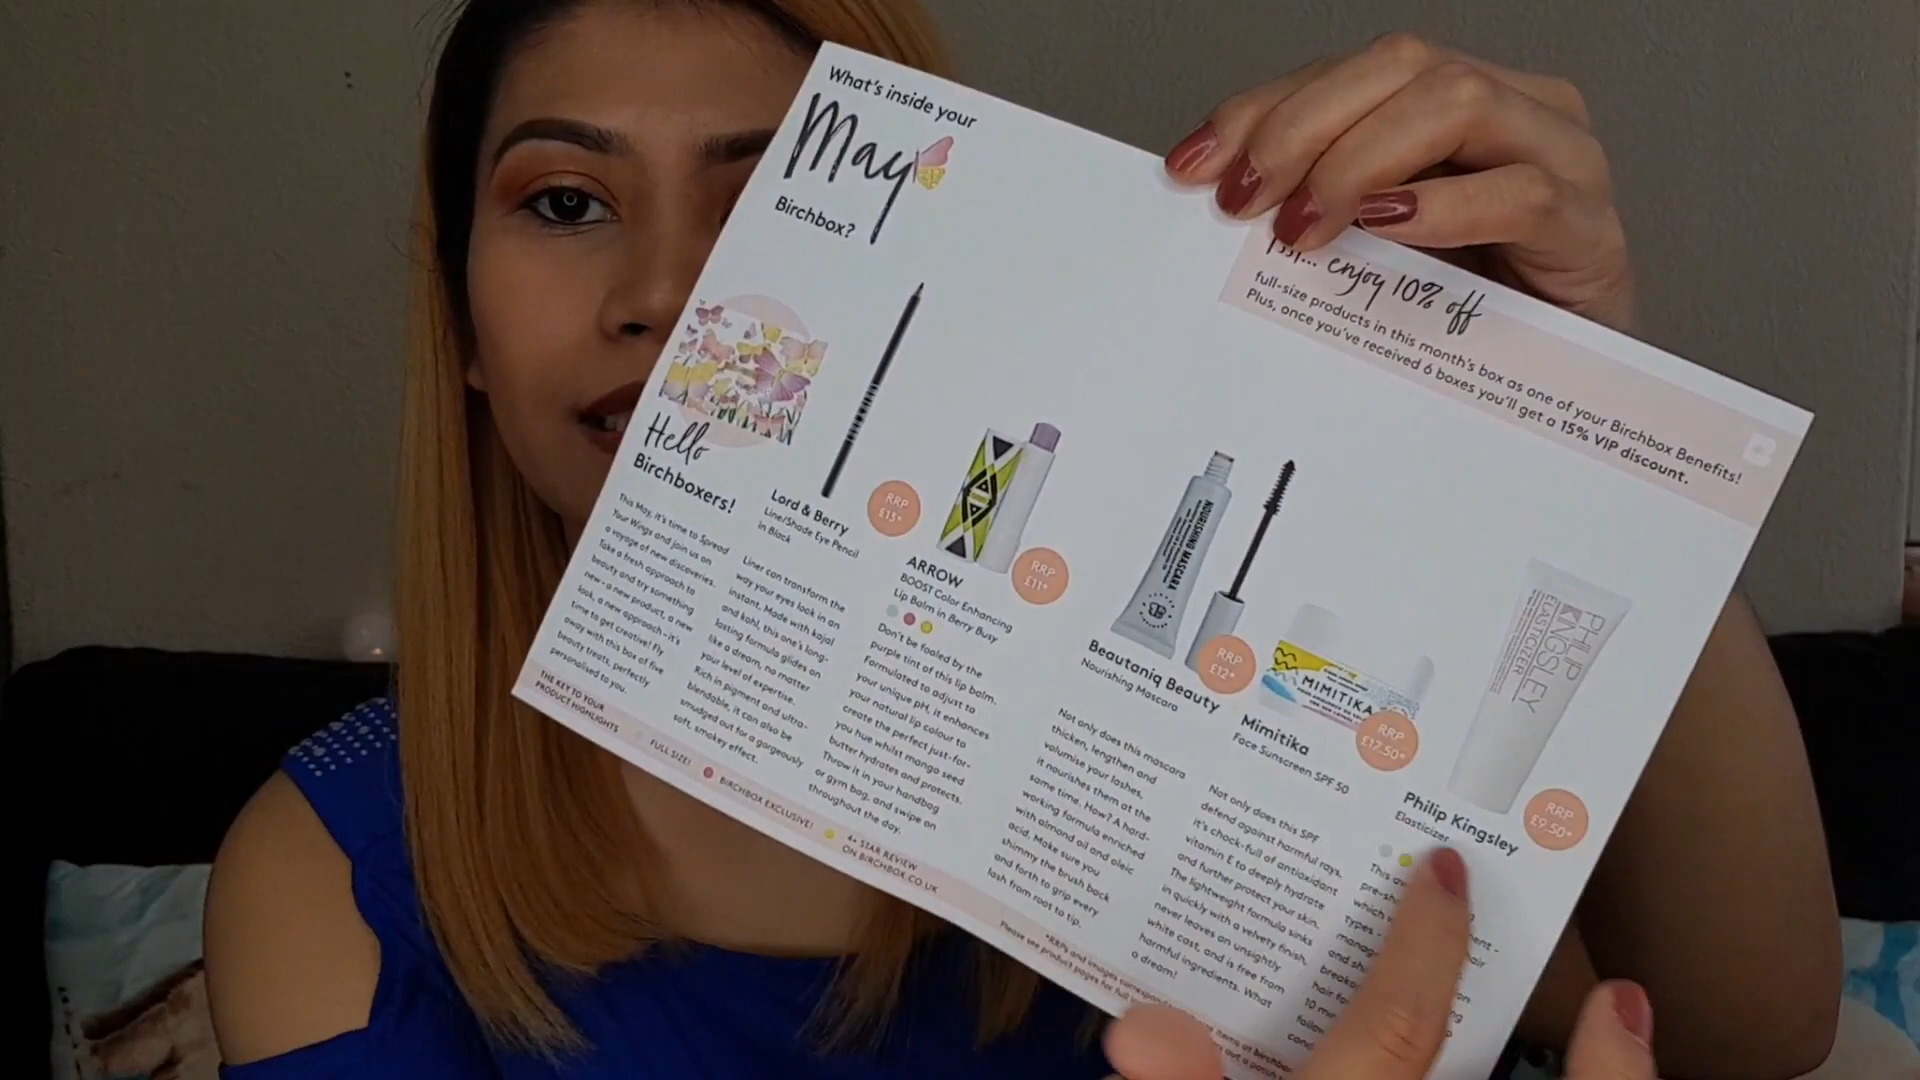 What's inside your
May
Birchbox?
enjoy 10% off
full-size products in this month's box as one of your Birchbox Benefits!
Plus, once you've received 6 boxes you'll get a 15% VIP discount.
Hello
Birchboxers!
This May, it's time to Spread
Your Wings and join us on
a voyage of new discoveries.
Take a fresh approach to
beauty and try something
new - a new product, a new
look, a new approach - it's
time to get creative! Fly
away with this box of five
beauty treats, perfectly
personalised to you.
Lord & Berry
Line/Shade Eye Pencil
in Black
RRP
£13*
Liner can transform the
way your eyes look in an
instant. Made with kajal
and kohl, this one's long-
lasting formula glides on
like a dream, no matter
your level of expertise.
Rich in pigment and ultra-
blendable, it can also be
smudged out for a gorgeously
soft, smokey effect.
ARROW
BOOST Color Enhancing
Lip Balm in Berry Busy
RRP
£11*
Don't be fooled by the
purple tint of this lip balm.
Formulated to adjust to
your unique pH, it enhances
your natural lip colour to
create the perfect just-for-
you hue whilst mango seed
butter hydrates and protects.
Throw it in your handbag
or gym bag, and swipe on
throughout the day.
NOURISHING MASCARA
Beautaniq Beauty
Nourishing Mascara
RRP
£12*
Not only does this mascara
thicken, lengthen and
volumise your lashes,
it nourishes them at the
same time. How? A hard-
working formula enriched
with almond oil and oleic
acid. Make sure you
shimmy the brush back
and forth to grip every
lash from root to tip.
MIMITIKA
Mimitika
Face Sunscreen SPF 50
RRP
£17.50*
Not only does this SPF
defend against harmful rays,
it's chock-full of antioxidant
vitamin E to deeply hydrate
and further protect your skin.
The lightweight formula sinks
in quickly with a velvety finish,
never leaves an unsightly
white cast, and is free from
harmful ingredients. What
a dream!
PHILIP
KINGSLEY
ELASTICIZER
Philip Kingsley
Elasticizer
RRP
£9.50*
This
which
hair
10
THE KEY TO YOUR
PRODUCT HIGHLIGHTS
FULL SIZE!
BIRCHBOX EXCLUSIVE!
4+ STAR REVIEW
ON BIRCHBOX.CO.UK
*RRPs and images
Please see product pages for full